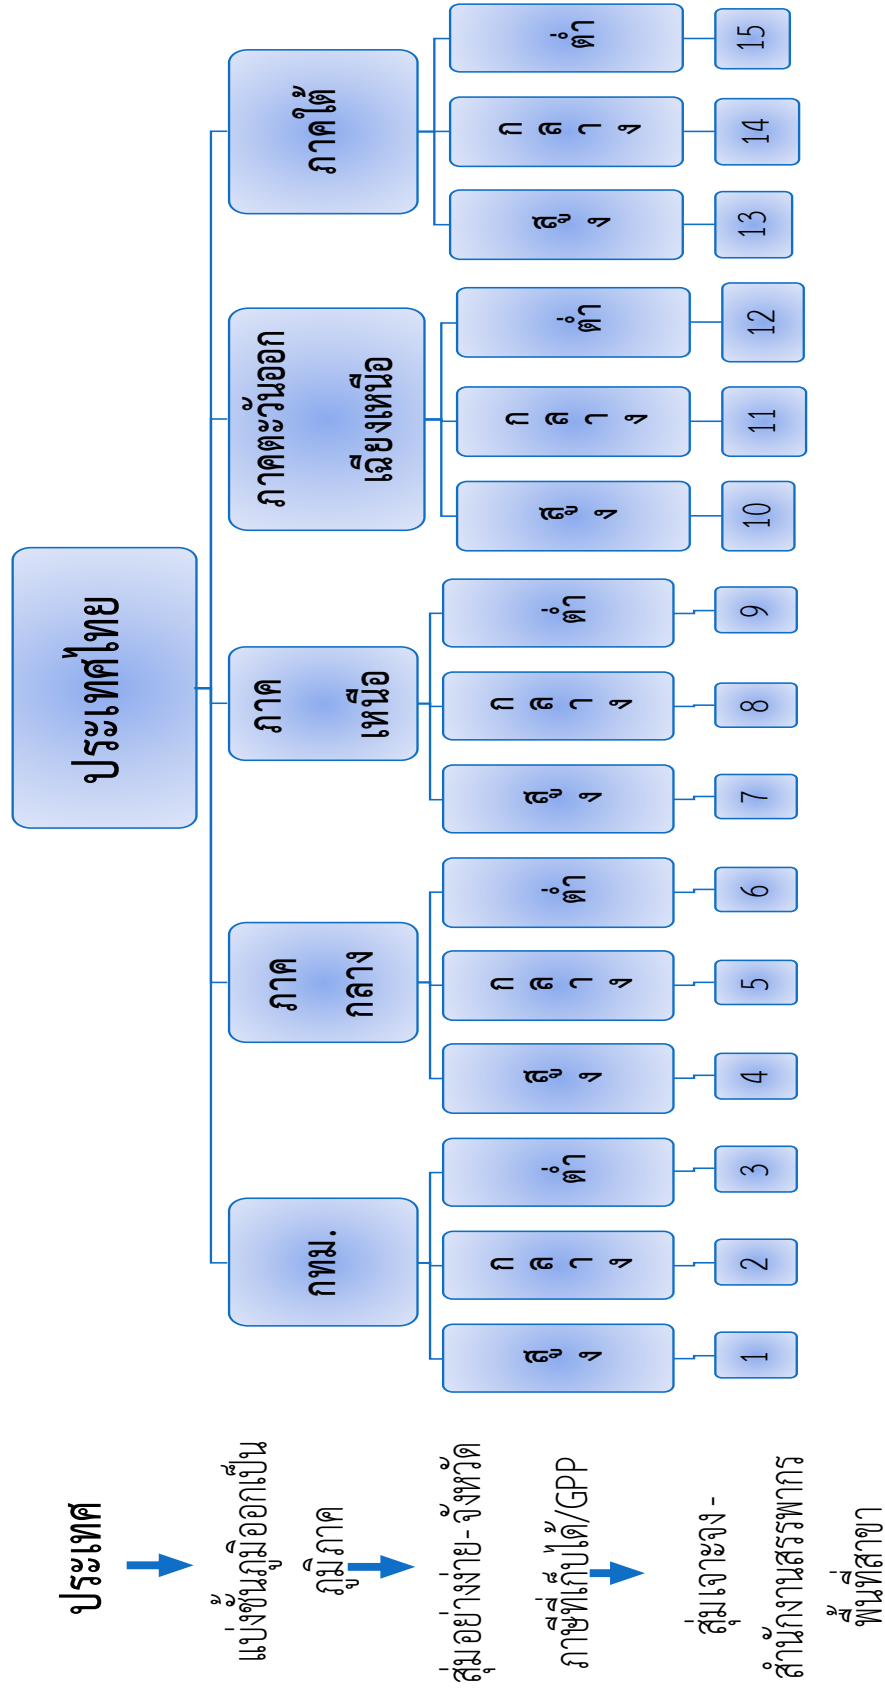 ประเทศ
ประเทศไทย
แบ่งชั้นภูมิออกเป็น
ภูมิภาค
กทม.
ภาค
กลาง
ภาค
เหนือ
ภาคตะวันออก
เฉียงเหนือ
ภาคใต้
สุ่มอย่างง่าย- จังหวัด
ภาษีที่เก็บได้/GPP
สูง
กลาง
ต่ำ
สูง
กลาง
ต่ำ
สูง
กลาง
ต่ำ
สูง
กลาง
ต่ำ
สูง
กลาง
ต่ำ
สุ่มเจาะจง -
สำนักงานสรรพากร
พื้นที่สาขา
1
2
3
4
5
6
7
8
9
10
11
12
13
14
15